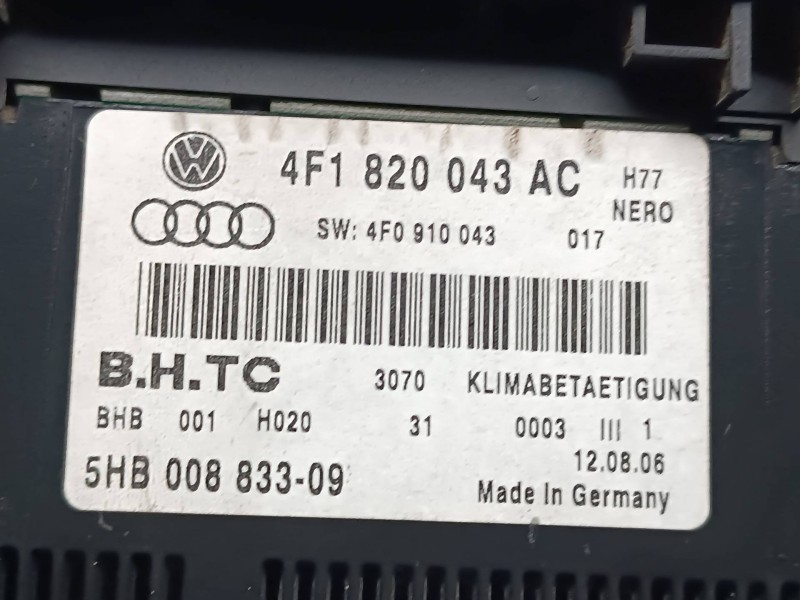 4F1 820 043 AC H77
NERO
SW: 4F0 910 043 017
B.H.TC 3070 KLIMABETAETIGUNG
BHB 001 H020 31 0003 III 1
12.08.06
5HB 008 833-09 Made In Germany